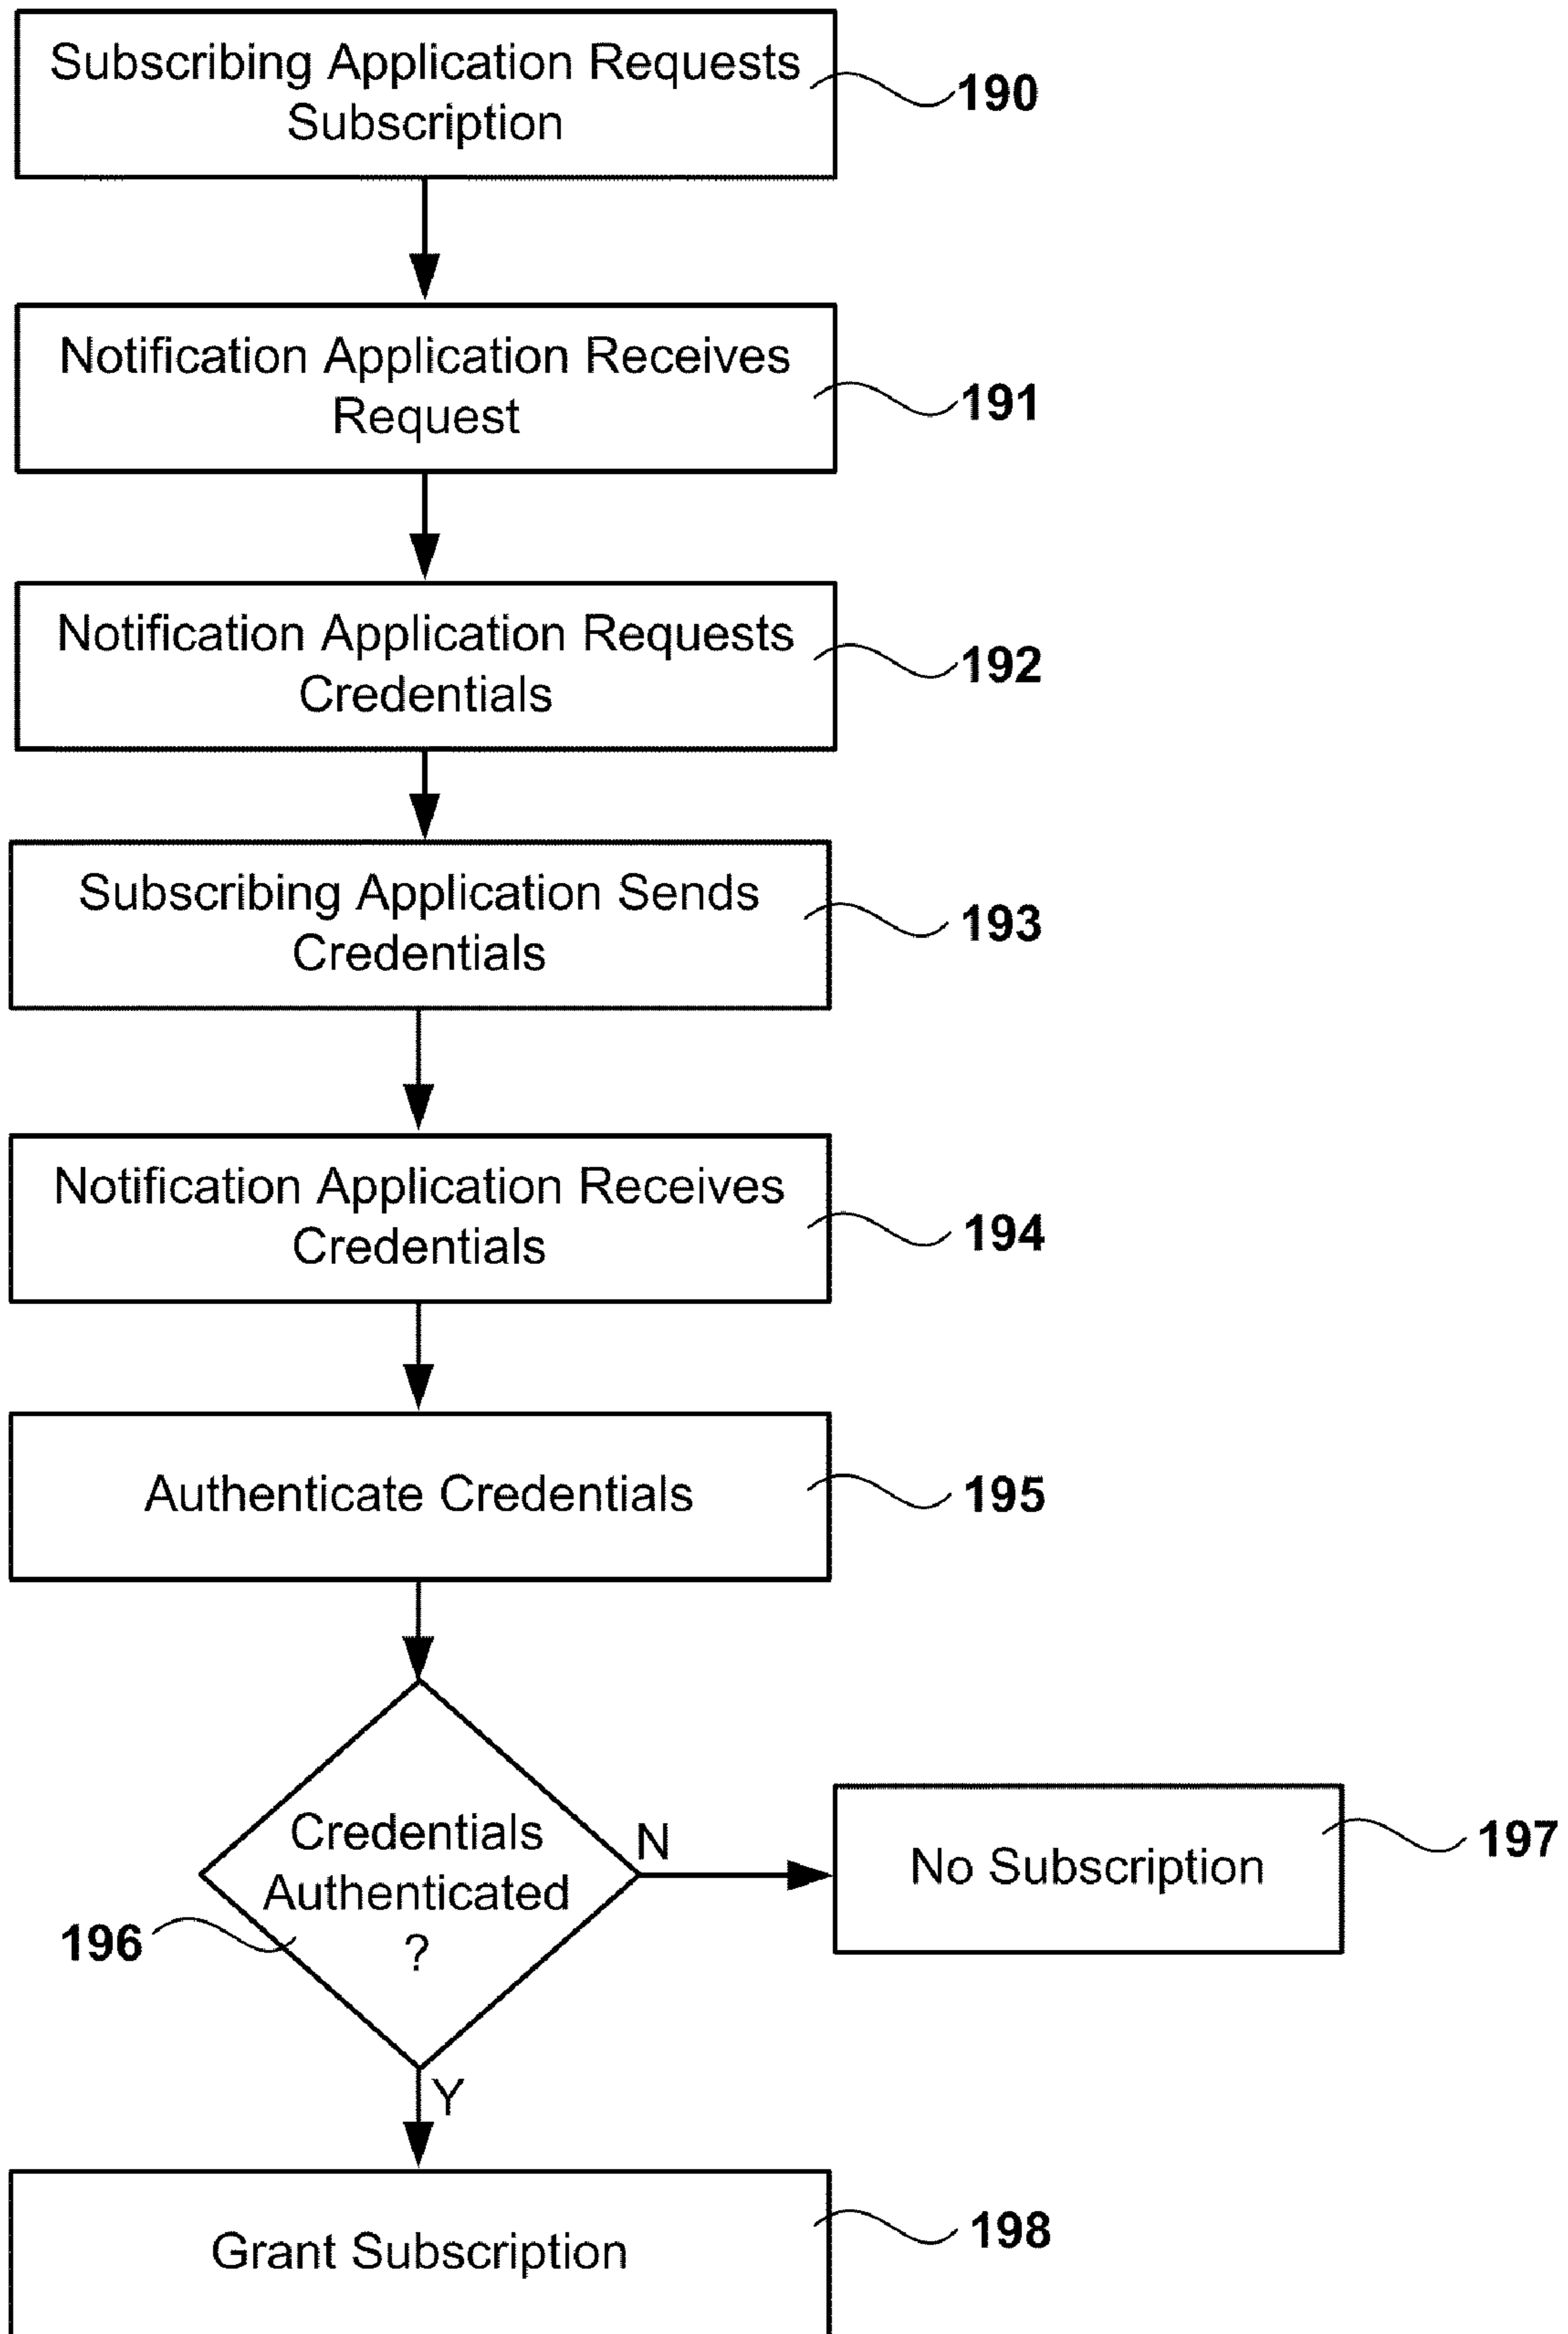 Subscribing Application Requests
Subscription
190
Notification Application Receives
Request
191
Notification Application Requests
Credentials
192
Subscribing Application Sends
Credentials
193
Notification Application Receives
Credentials
194
Authenticate Credentials
195
Credentials
Authenticated
?
196
N
No Subscription
197
Y
Grant Subscription
198